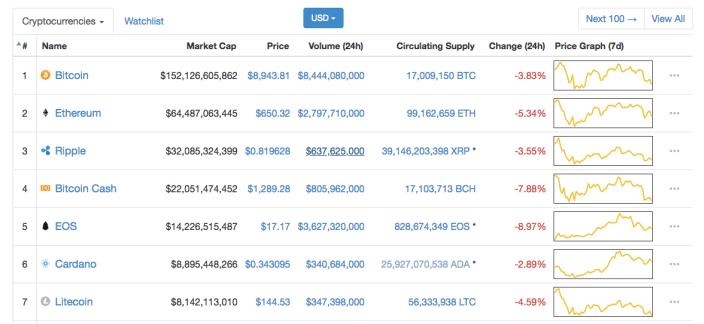 Cryptocurrencies Watchlist USD Next 100 → View All
# Name Market Cap Price Volume (24h) Circulating Supply Change (24h) Price Graph (7d)
1 Bitcoin $152,126,605,862 $8,943.81 $8,444,080,000 17,009,150 BTC -3.83%
2 Ethereum $64,487,063,445 $650.32 $2,797,710,000 99,162,659 ETH -5.34%
3 Ripple $32,085,324,399 $0.819628 $637,625,000 39,146,203,398 XRP * -3.55%
4 Bitcoin Cash $22,051,474,452 $1,289.28 $805,962,000 17,103,713 BCH -7.88%
5 EOS $14,226,515,487 $17.17 $3,627,320,000 828,674,349 EOS * -8.97%
6 Cardano $8,895,448,266 $0.343095 $340,684,000 25,927,070,538 ADA * -2.89%
7 Litecoin $8,142,113,010 $144.53 $347,398,000 56,333,938 LTC -4.59%